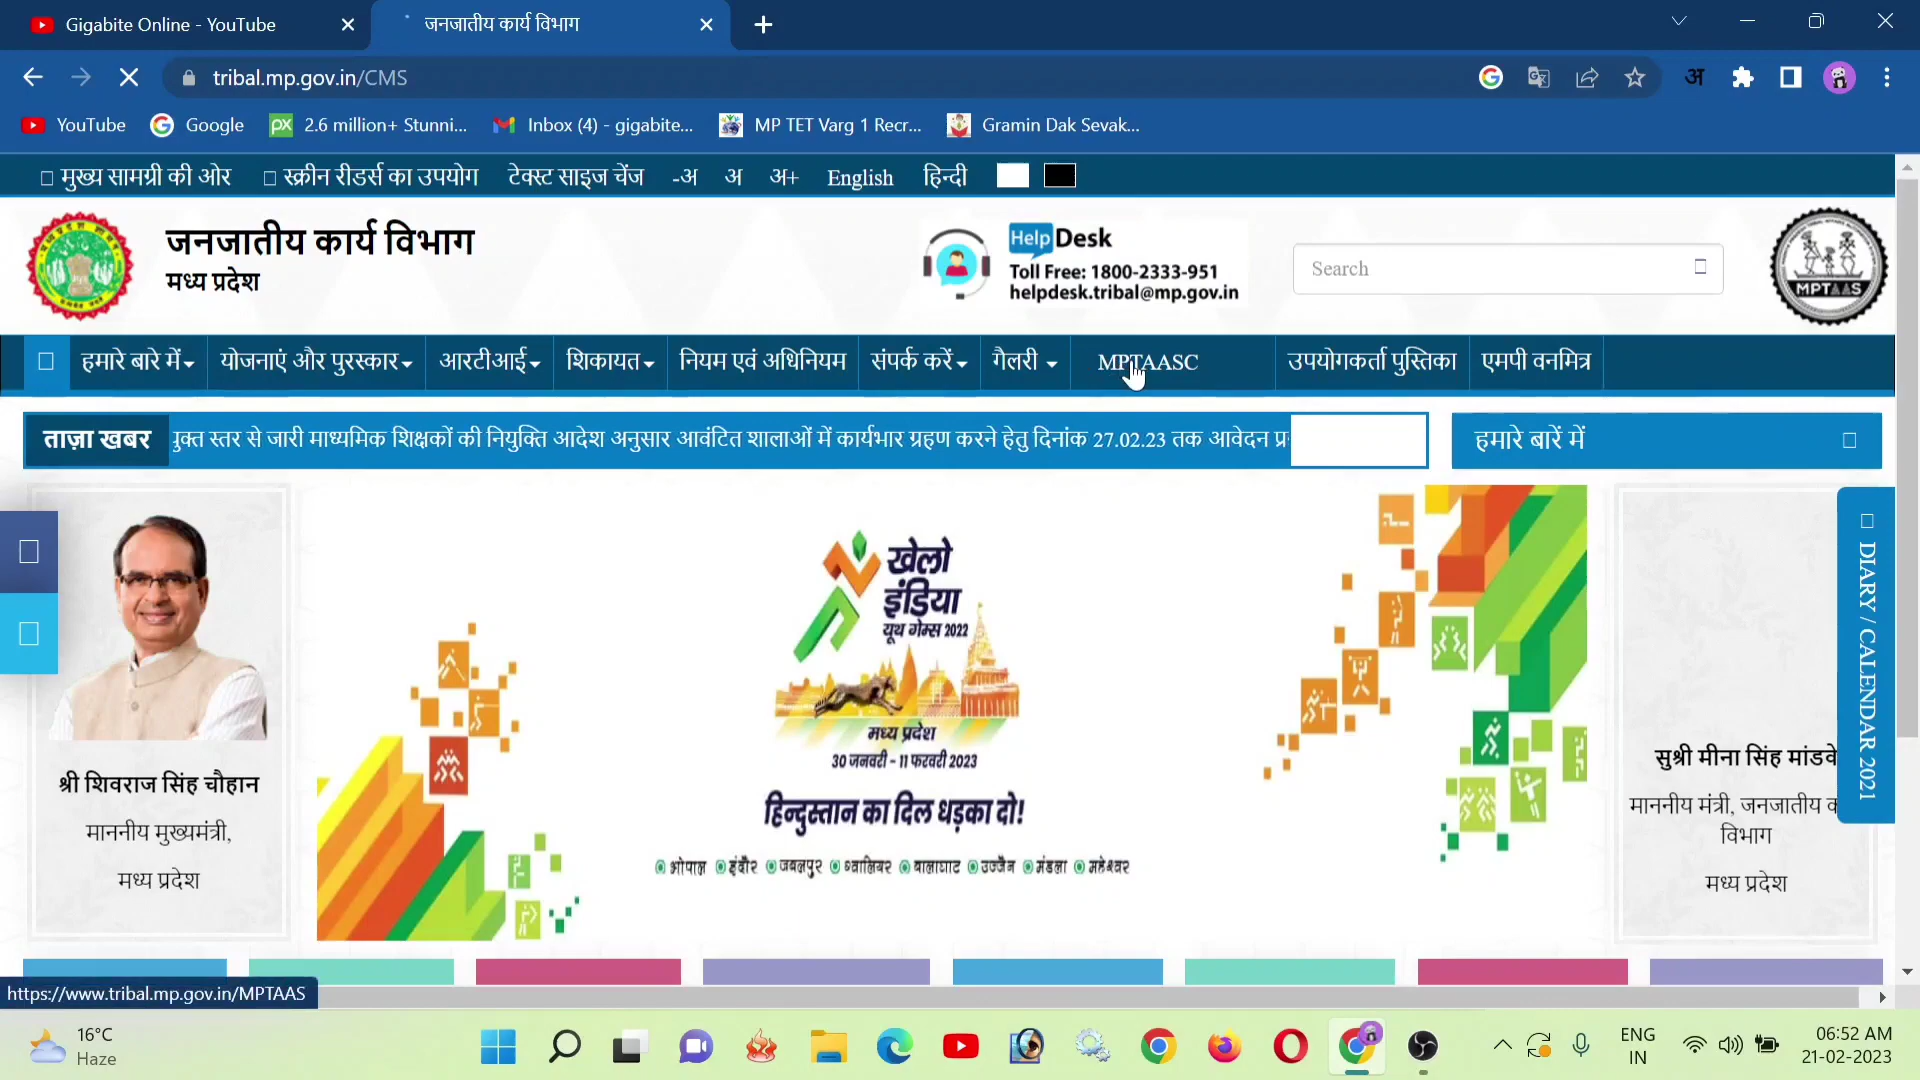 Gigabite Online - YouTube
जनजातीय कार्य विभाग
tribal.mp.gov.in/CMS
अ
YouTube
Google
px
2.6 million+ Stunni...
Inbox (4) - gigabite...
MP TET Varg 1 Recr...
Gramin Dak Sevak...
मुख्य सामग्री की ओर
स्क्रीन रीडर्स का उपयोग
टेक्स्ट साइज चेंज
-अ
अ
अ+
English
हिन्दी
जनजातीय कार्य विभाग
मध्य प्रदेश
Help Desk
Toll Free: 1800-2333-951
helpdesk.tribal@mp.gov.in
Search
MPTAAS
हमारे बारे में
योजनाएं और पुरस्कार
आरटीआई
शिकायत
नियम एवं अधिनियम
संपर्क करें
गैलरी
MPTAASC
उपयोगकर्ता पुस्तिका
एमपी वनमित्र
ताज़ा खबर
युक्त स्तर से जारी माध्यमिक शिक्षकों की नियुक्ति आदेश अनुसार आवंटित शालाओं में कार्यभार ग्रहण करने हेतु दिनांक 27.02.23 तक आवेदन प्र
हमारे बारें में
श्री शिवराज सिंह चौहान
माननीय मुख्यमंत्री,
मध्य प्रदेश
खेलो
इंडिया
यूथ गेम्स 2022
मध्य प्रदेश
30 जनवरी - 11 फरवरी 2023
हिन्दुस्तान का दिल धड़का दो!
भोपाल इंदौर जबलपुर ग्वालियर बालाघाट उज्जैन मंडला महेश्वर
सुश्री मीना सिंह मांडवे
माननीय मंत्री, जनजातीय क
विभाग
मध्य प्रदेश
DIARY / CALENDAR 2021
https://www.tribal.mp.gov.in/MPTAAS
16°C
Haze
ENG
IN
06:52 AM
21-02-2023